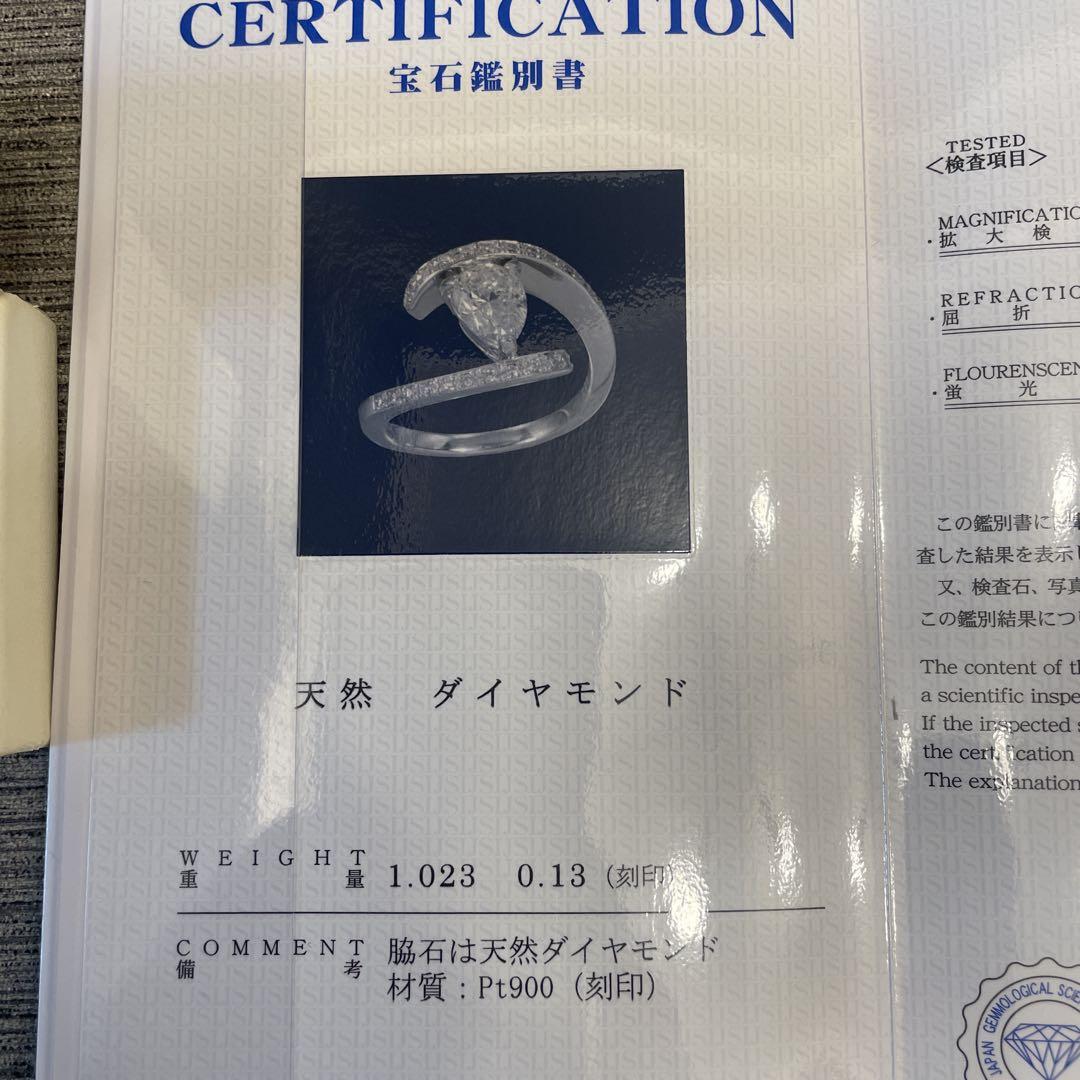 CERTIFICATION
宝石鑑別書
天然 ダイヤモンド
WEIGHT
重量 1.023 0.13 (刻印)
COMMENT
備考 脇石は天然ダイヤモンド
材質：Pt900 (刻印)
TESTED
<検査項目>
MAGNIFICATIO
・拡大検
REFRACTIO
・屈折
FLOURENSCEN
・蛍光
この鑑別書に
査した結果を表示
又、検査石、写真
この鑑別結果につ
The content of t
a scientific inspe
If the inspected
the certification
The explanation
JAPAN GEMMOLOGICAL SCIE